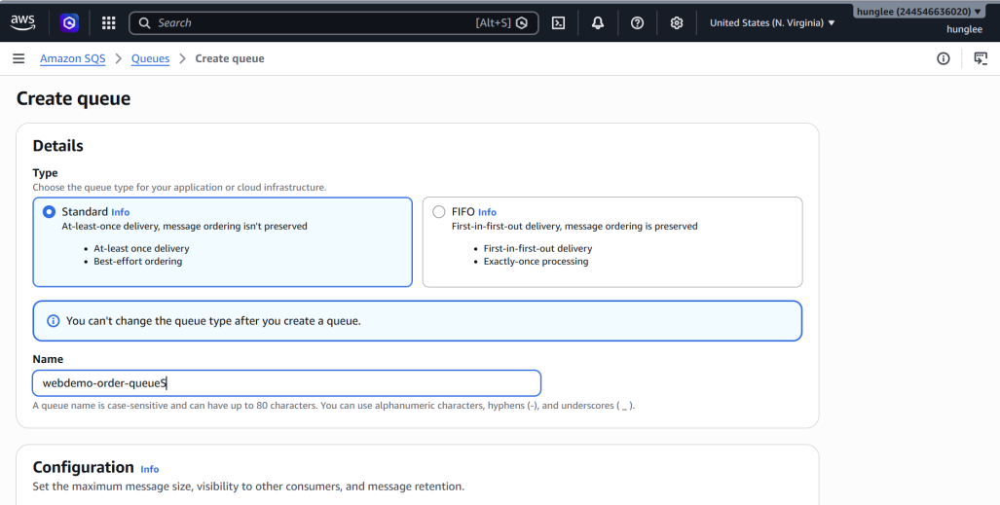 aws
Search
[Alt+S]
United States (N. Virginia) ▼
hunglee (244546636020) ▼
hunglee
Amazon SQS > Queues > Create queue
Create queue
Details
Type
Choose the queue type for your application or cloud infrastructure.
Standard Info
At-least-once delivery, message ordering isn't preserved
• At-least once delivery
• Best-effort ordering
FIFO Info
First-in-first-out delivery, message ordering is preserved
• First-in-first-out delivery
• Exactly-once processing
You can't change the queue type after you create a queue.
Name
webdemo-order-queueS
A queue name is case-sensitive and can have up to 80 characters. You can use alphanumeric characters, hyphens (-), and underscores ( _ ).
Configuration Info
Set the maximum message size, visibility to other consumers, and message retention.